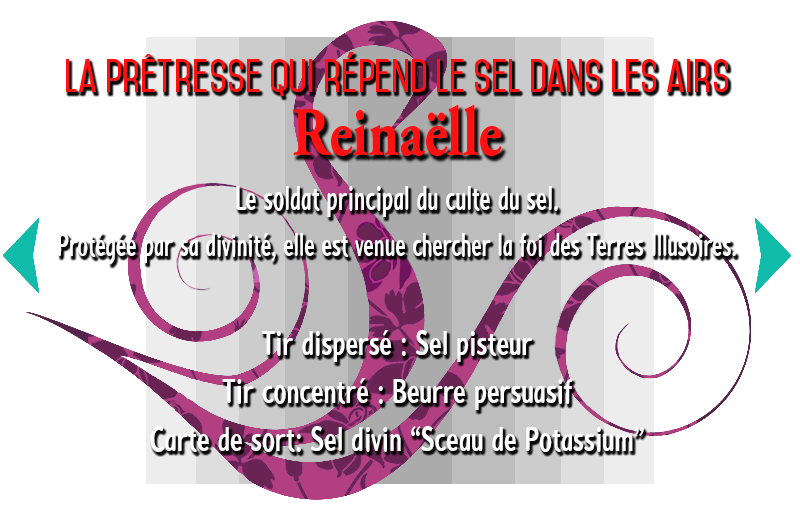 LA PRÊTRESSE QUI RÉPEND LE SEL DANS LES AIRS
Reinaëlle
Le soldat principal du culte du sel.
Protégée par sa divinité, elle est venue chercher la foi des Terres Illusoires.
Tir dispersé : Sel pisteur
Tir concentré : Beurre persuasif
Carte de sort: Sel divin “Sceau de Potassium”